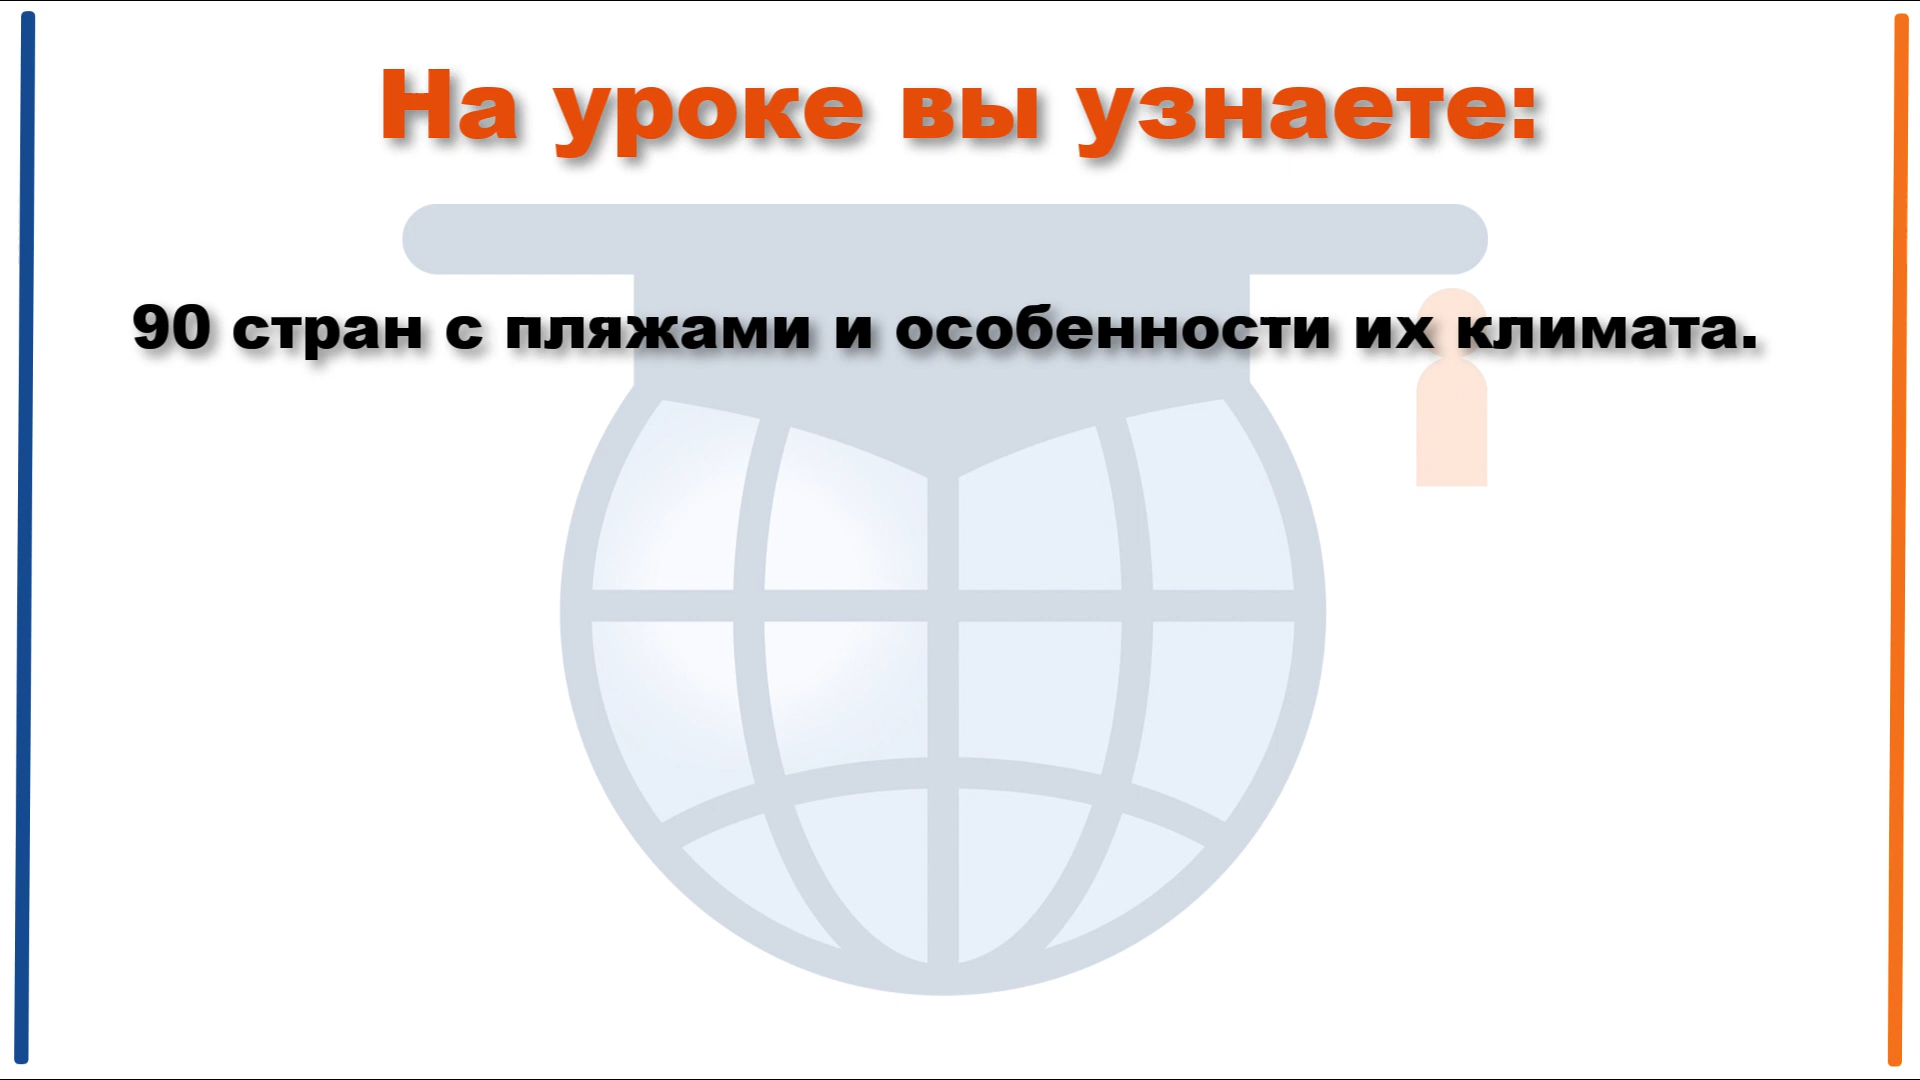 На уроке вы узнаете:
90 стран с пляжами и особенности их климата.